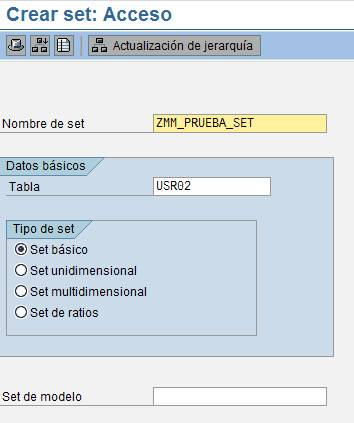 Crear set: Acceso
Actualización de jerarquía
Nombre de set ZMM_PRUEBA_SET
Datos básicos
Tabla USR02
Tipo de set
Set básico
Set unidimensional
Set multidimensional
Set de ratios
Set de modelo